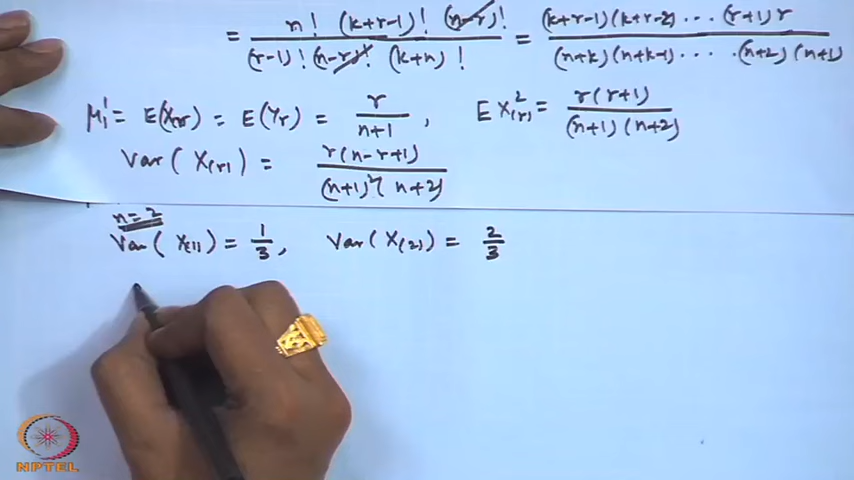 = n! (k+r-1)! (n-r)! / (r-1)! (n-r)! (k+n)! = (k+r-1)(k+r-2) ... (r+1) r / (n+k)(n+k-1) ... (n+2)(n+1)
μ₁' = E(X₍ᵣ₎) = E(Yᵣ) = r / n+1 , E X₍ᵣ₎² = r(r+1) / (n+1)(n+2)
Var( X₍ᵣ₎ ) = r(n-r+1) / (n+1)²(n+2)
n=2
Var( X₍₁₎ ) = 1/3 , Var( X₍₂₎ ) = 2/3
NPTEL